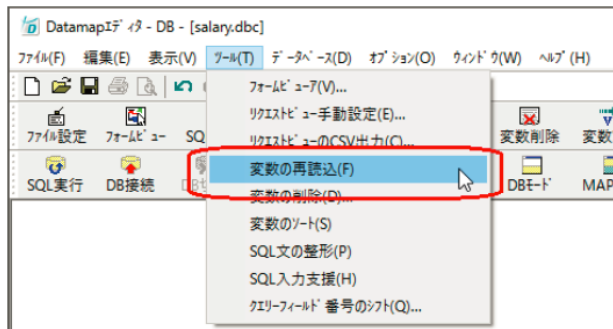 Datamapｴﾃﾞｨﾀ - DB - [salary.dbc]
ﾌｧｲﾙ(F) 編集(E) 表示(V) ﾂｰﾙ(T) ﾃﾞｰﾀﾍﾞｰｽ(D) ｵﾌﾟｼｮﾝ(O) ｳｨﾝﾄﾞｳ(W) ﾍﾙﾌﾟ(H)
ﾌｫｰﾑﾋﾞｭｰｱ(V)...
ﾘｸｴｽﾄﾋﾞｭｰ手動設定(E)...
ﾌｧｲﾙ設定 ﾌｫｰﾑﾋﾞｭｰ SQ ﾘｸｴｽﾄﾋﾞｭｰのCSV出力(C)... 変数削除 変数
変数の再読込(F)
SQL実行 DB接続 DBｾ DBﾓｰﾄﾞ MAP
変数の削除(D)...
変数のｿｰﾄ(S)
SQL文の整形(P)
SQL入力支援(H)
ｸｴﾘｰﾌｨｰﾙﾄﾞ番号のｼﾌﾄ(Q)...